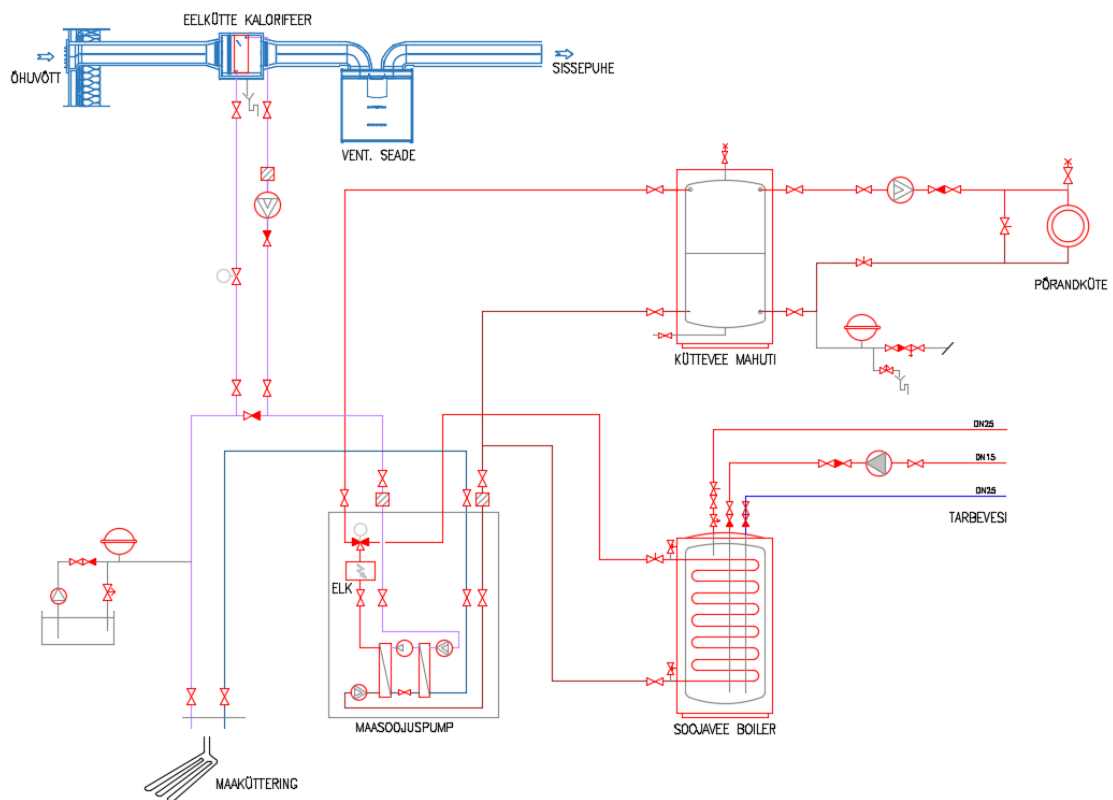 EELKÜTTE KALORIFEER
ÕHUVÕTT
SISSEPUHE
VENT. SEADE
PÕRANDKÜTE
KÜTTEVEE MAHUTI
DN25
DN15
DN25
TARBEVESI
ELK
MAASOOJUSPUMP
SOOJAVEE BOILER
MAAKÜTTERING